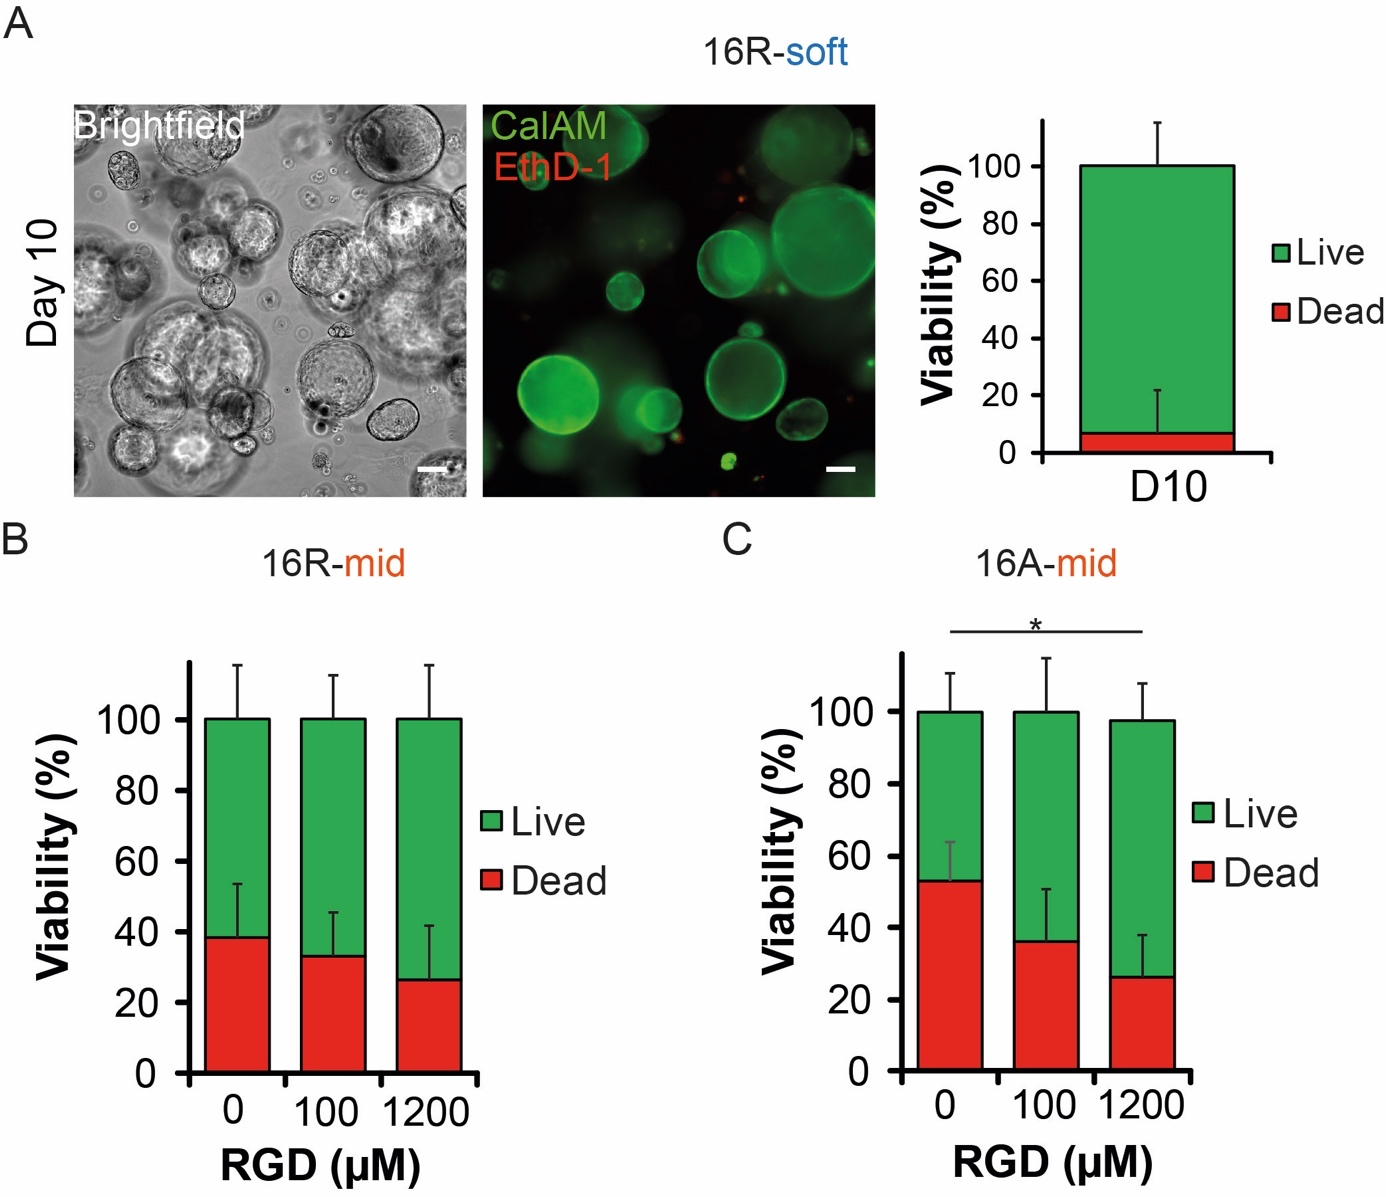 A
16R-soft
Day 10
Brightfield
CalAM
EthD-1
Viability (%)
100
80
60
40
20
0
D10
Live
Dead
B
16R-mid
Viability (%)
100
80
60
40
20
0
0 100 1200
RGD (µM)
Live
Dead
C
16A-mid
*
Viability (%)
100
80
60
40
20
0
0 100 1200
RGD (µM)
Live
Dead